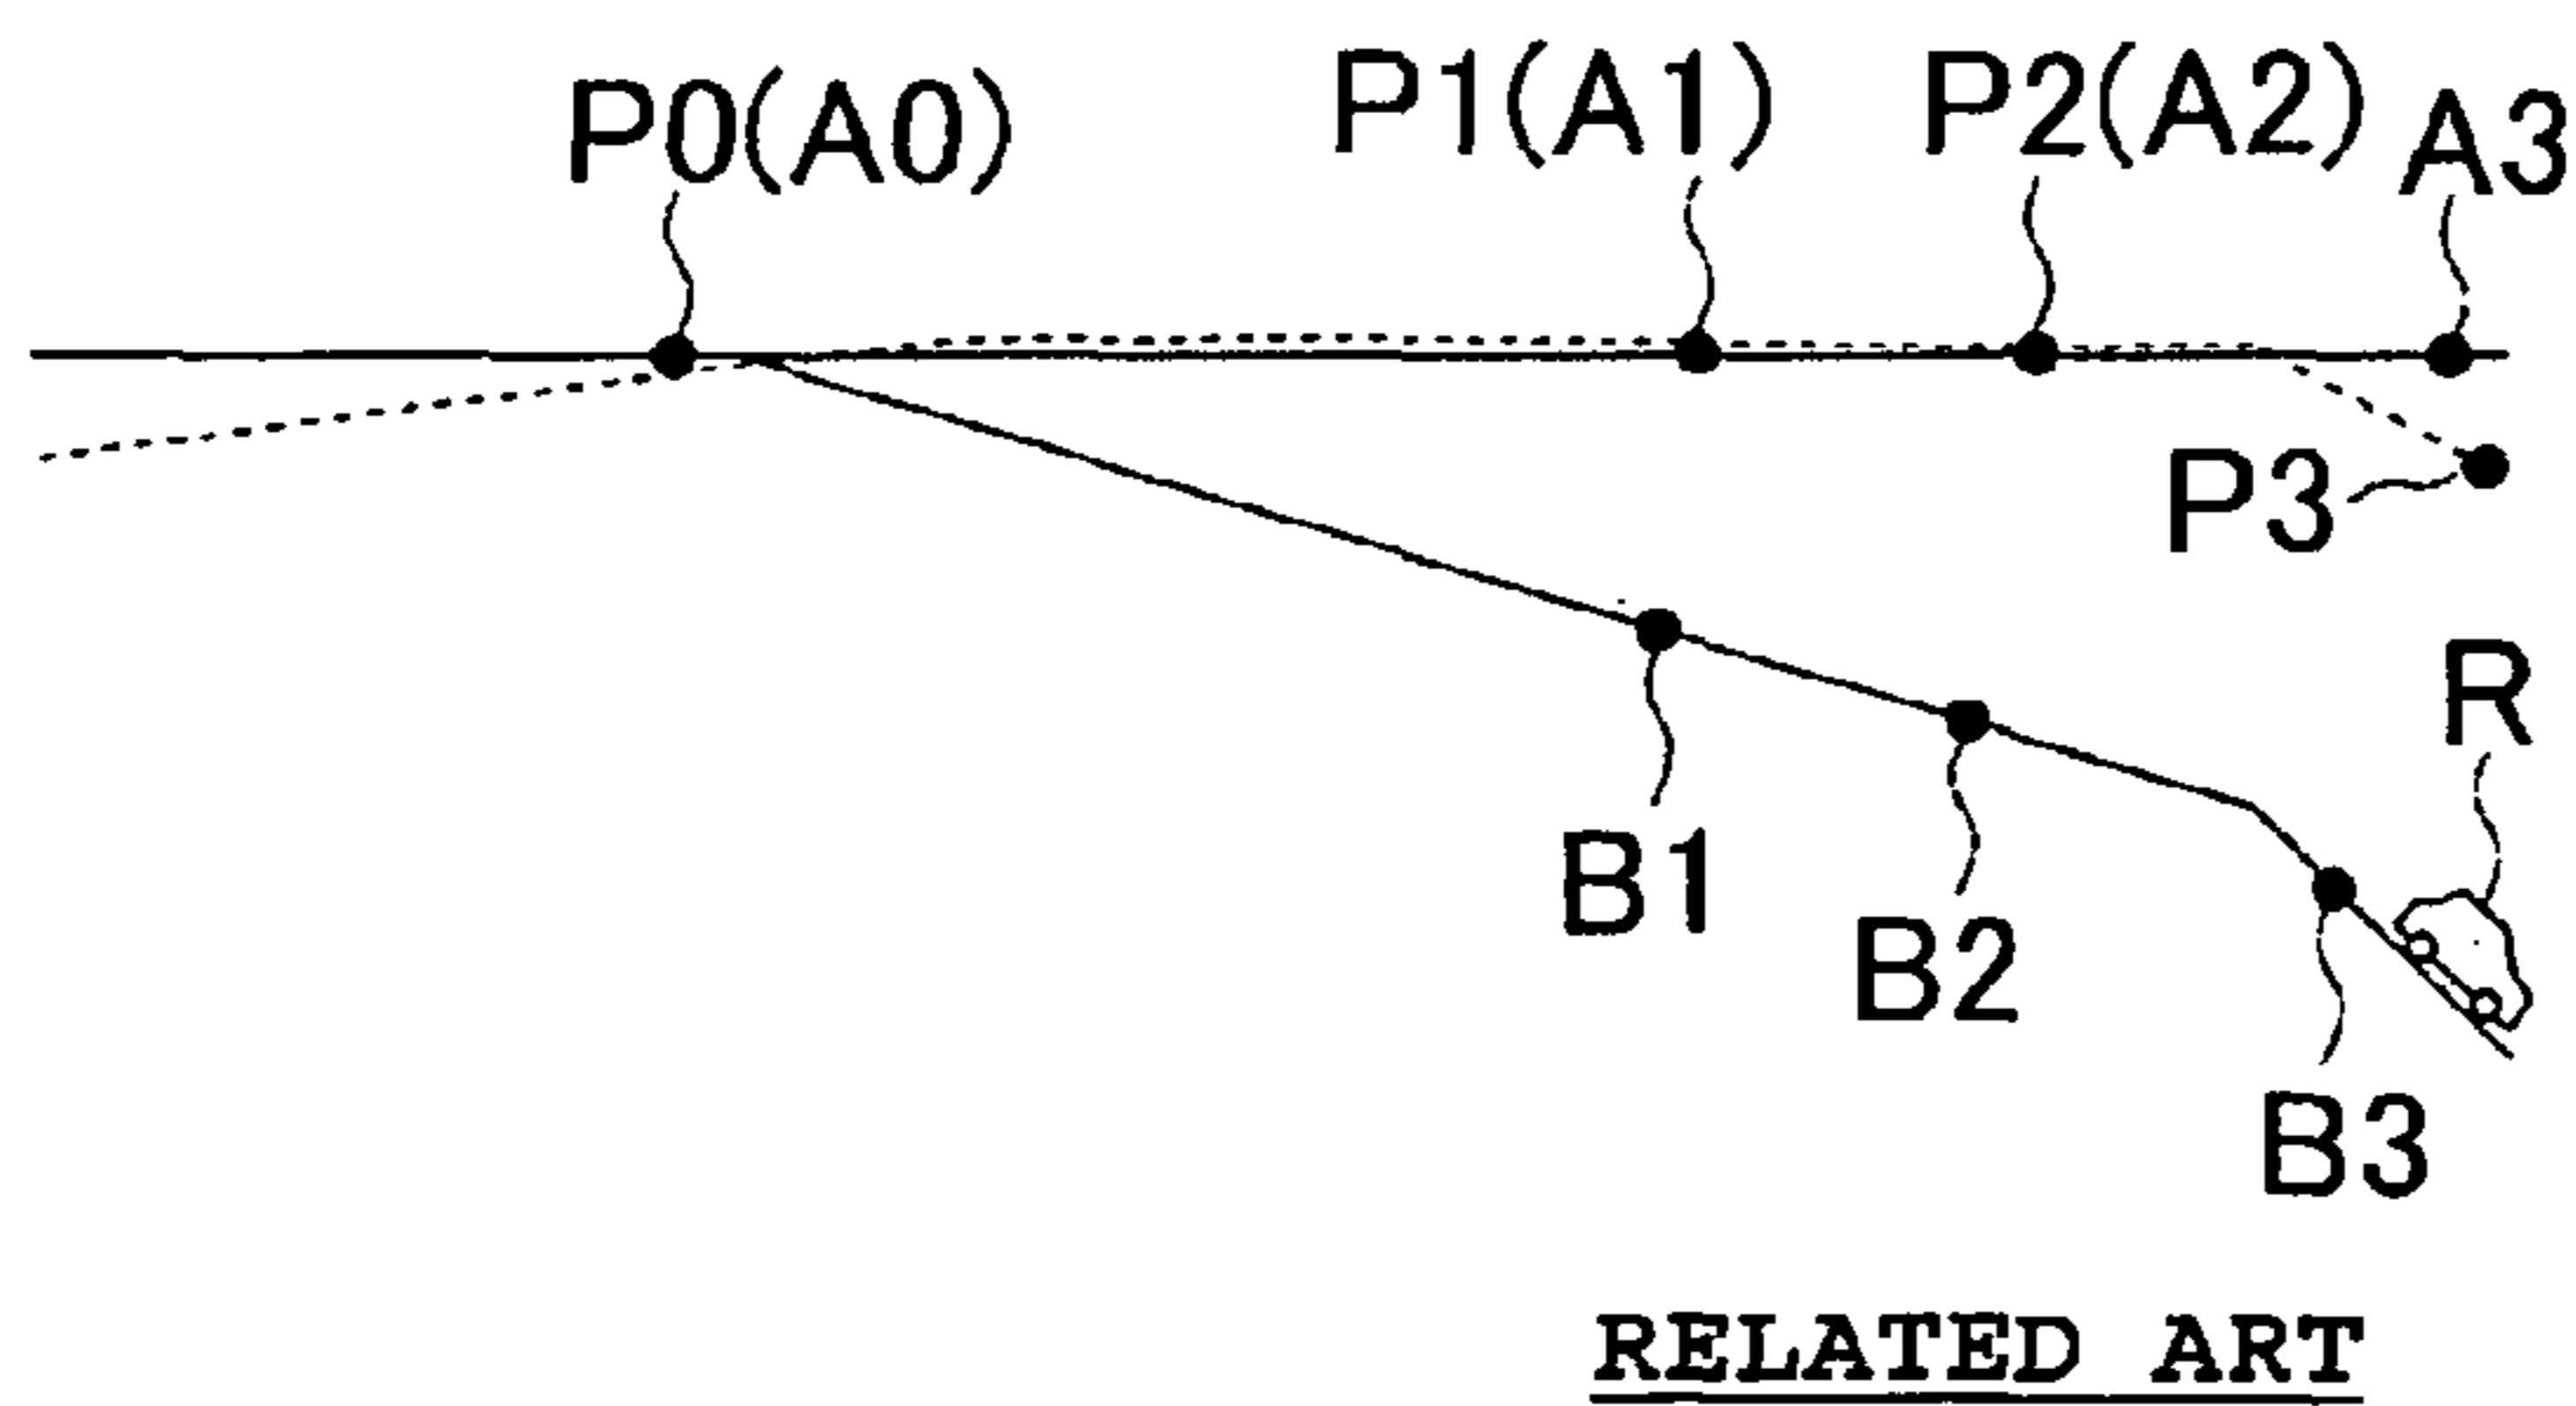 P0(A0)
P1(A1)
P2(A2)
A3
P3
R
B1
B2
B3
RELATED ART